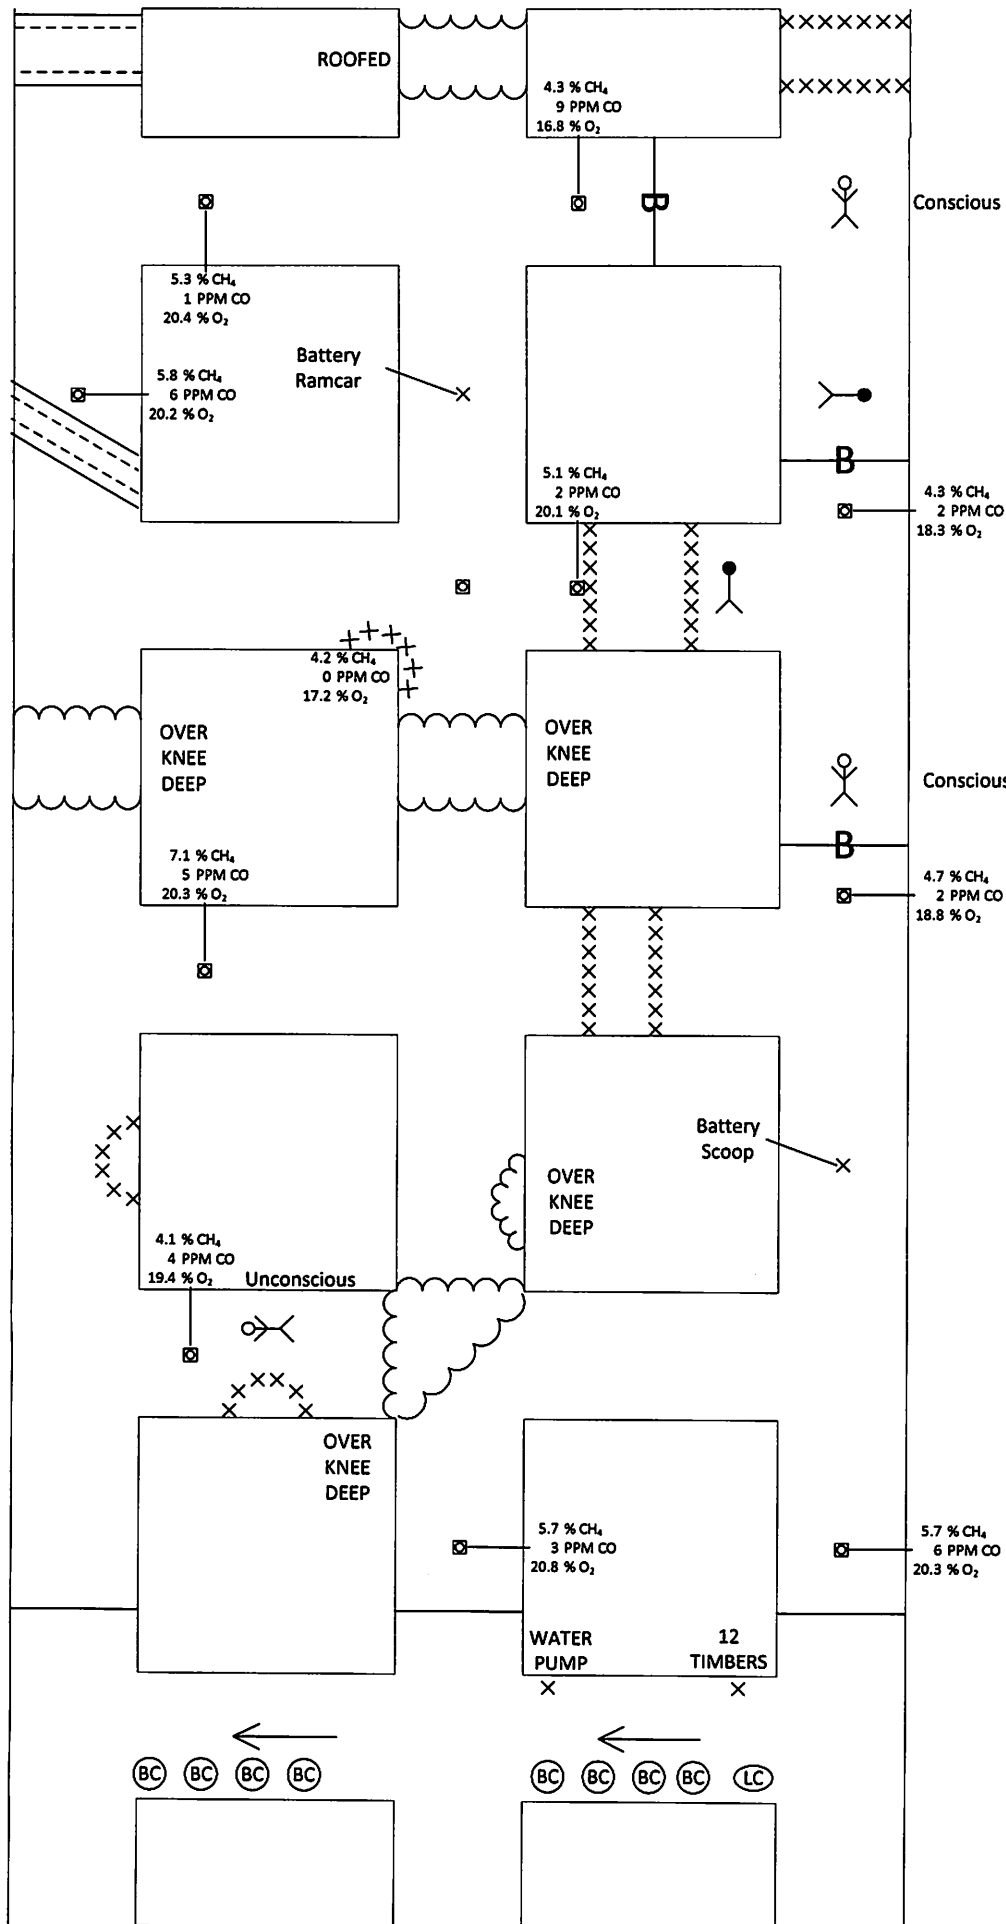 ROOFED
4.3 % CH₄
9 PPM CO
16.8 % O₂
B
Conscious
5.3 % CH₄
1 PPM CO
20.4 % O₂
Battery
Ramcar
5.8 % CH₄
6 PPM CO
20.2 % O₂
B
5.1 % CH₄
2 PPM CO
20.1 % O₂
4.3 % CH₄
2 PPM CO
18.3 % O₂
4.2 % CH₄
0 PPM CO
17.2 % O₂
OVER
KNEE
DEEP
OVER
KNEE
DEEP
Conscious
B
7.1 % CH₄
5 PPM CO
20.3 % O₂
4.7 % CH₄
2 PPM CO
18.8 % O₂
Battery
Scoop
OVER
KNEE
DEEP
4.1 % CH₄
4 PPM CO
19.4 % O₂
Unconscious
OVER
KNEE
DEEP
5.7 % CH₄
3 PPM CO
20.8 % O₂
5.7 % CH₄
6 PPM CO
20.3 % O₂
WATER
PUMP
12
TIMBERS
BC BC BC BC BC BC BC BC LC